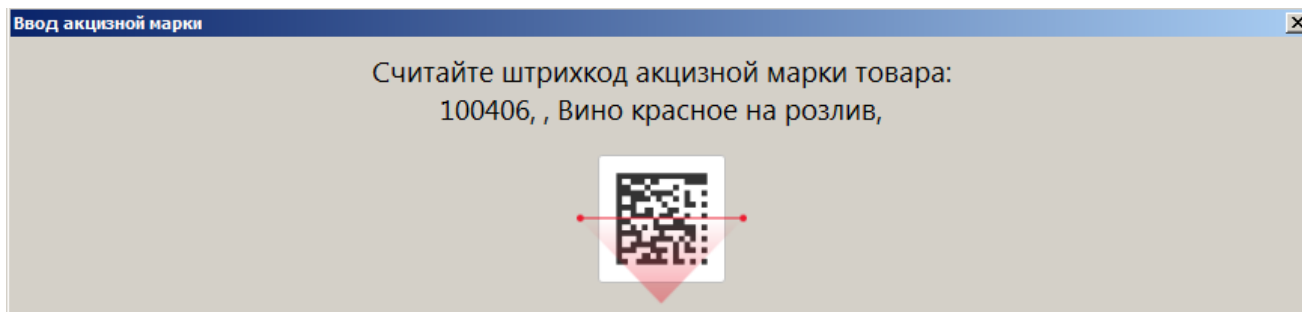 Ввод акцизной марки
Считайте штрихкод акцизной марки товара:
100406, , Вино красное на розлив,